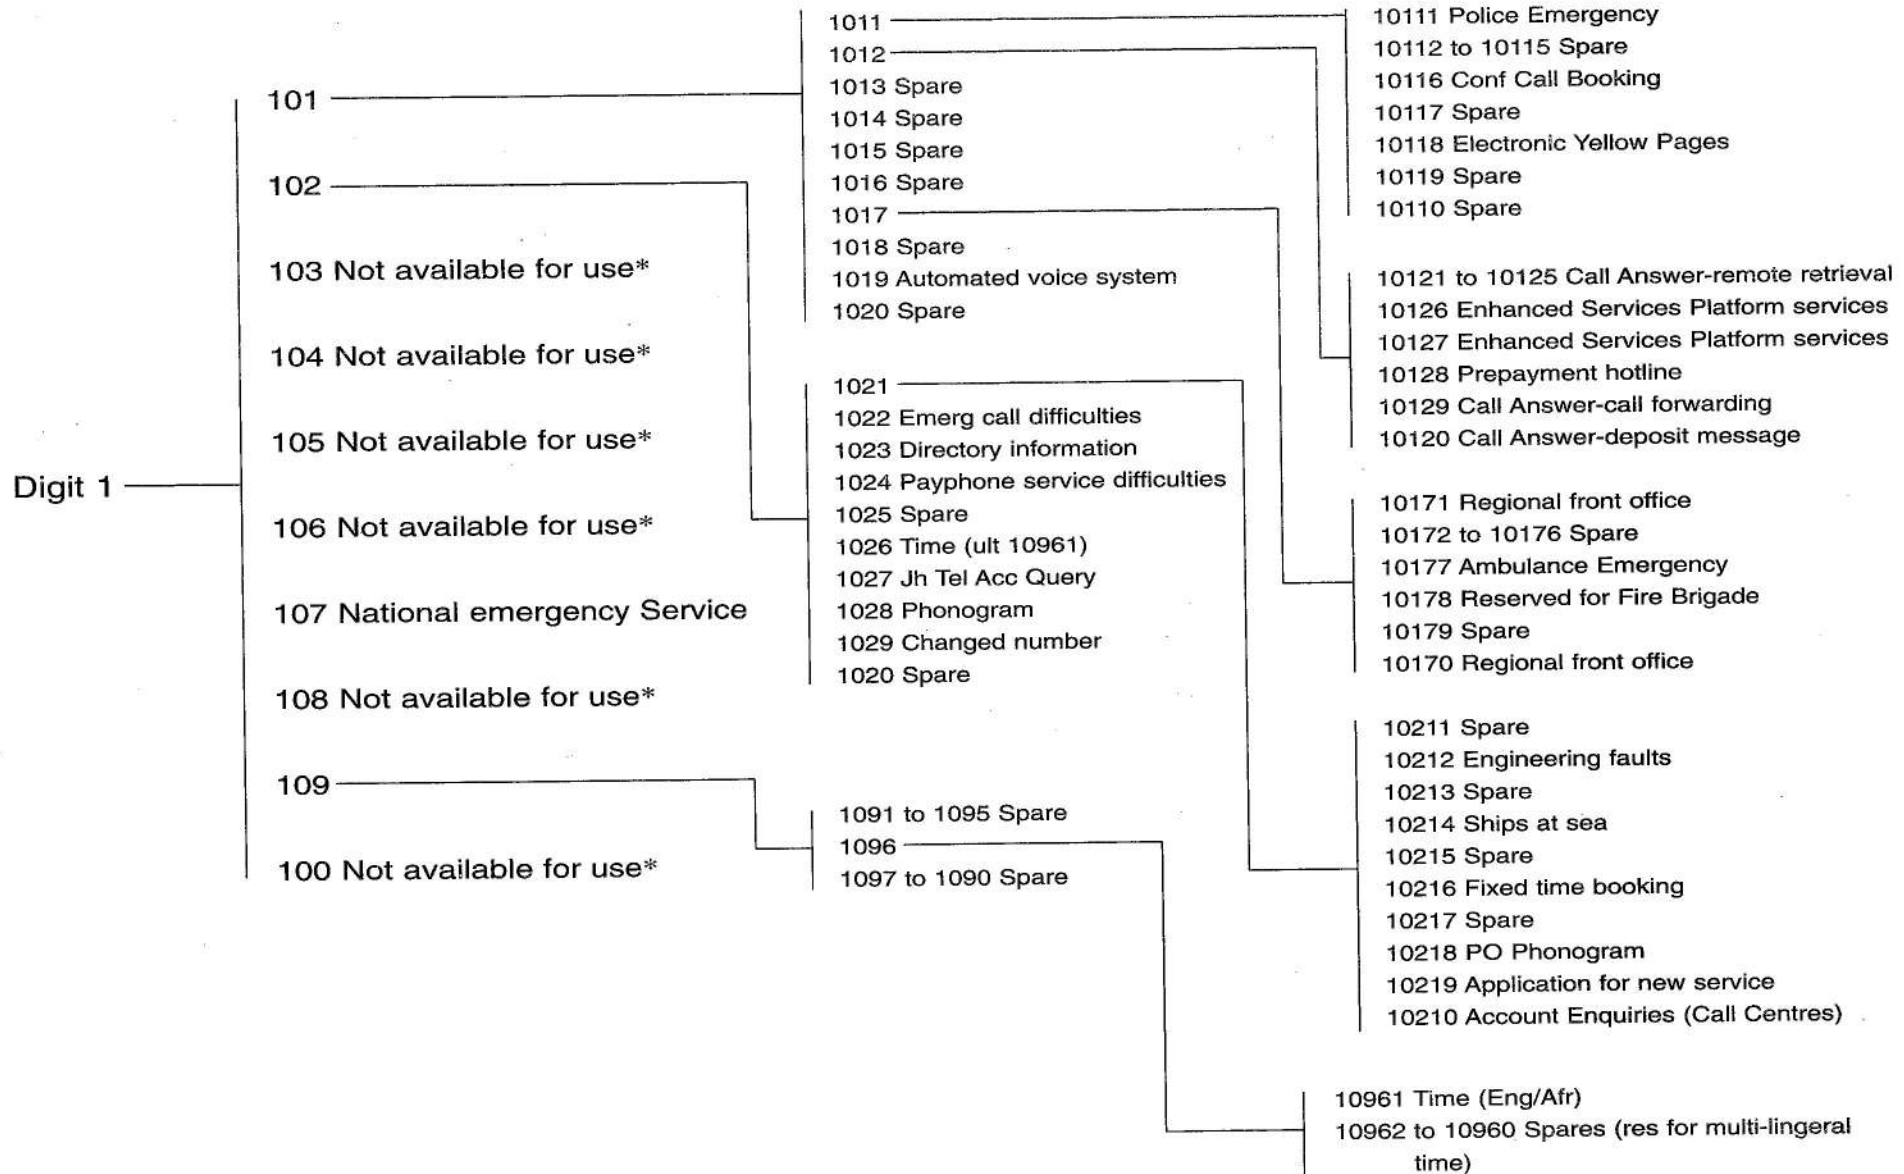 Digit 1
101
102
103 Not available for use*
104 Not available for use*
105 Not available for use*
106 Not available for use*
107 National emergency Service
108 Not available for use*
109
100 Not available for use*
1011
1012
1013 Spare
1014 Spare
1015 Spare
1016 Spare
1017
1018 Spare
1019 Automated voice system
1020 Spare
1021
1022 Emerg call difficulties
1023 Directory information
1024 Payphone service difficulties
1025 Spare
1026 Time (ult 10961)
1027 Jh Tel Acc Query
1028 Phonogram
1029 Changed number
1020 Spare
1091 to 1095 Spare
1096
1097 to 1090 Spare
10111 Police Emergency
10112 to 10115 Spare
10116 Conf Call Booking
10117 Spare
10118 Electronic Yellow Pages
10119 Spare
10110 Spare
10121 to 10125 Call Answer-remote retrieval
10126 Enhanced Services Platform services
10127 Enhanced Services Platform services
10128 Prepayment hotline
10129 Call Answer-call forwarding
10120 Call Answer-deposit message
10171 Regional front office
10172 to 10176 Spare
10177 Ambulance Emergency
10178 Reserved for Fire Brigade
10179 Spare
10170 Regional front office
10211 Spare
10212 Engineering faults
10213 Spare
10214 Ships at sea
10215 Spare
10216 Fixed time booking
10217 Spare
10218 PO Phonogram
10219 Application for new service
10210 Account Enquiries (Call Centres)
10961 Time (Eng/Afr)
10962 to 10960 Spares (res for multi-lingeral
time)